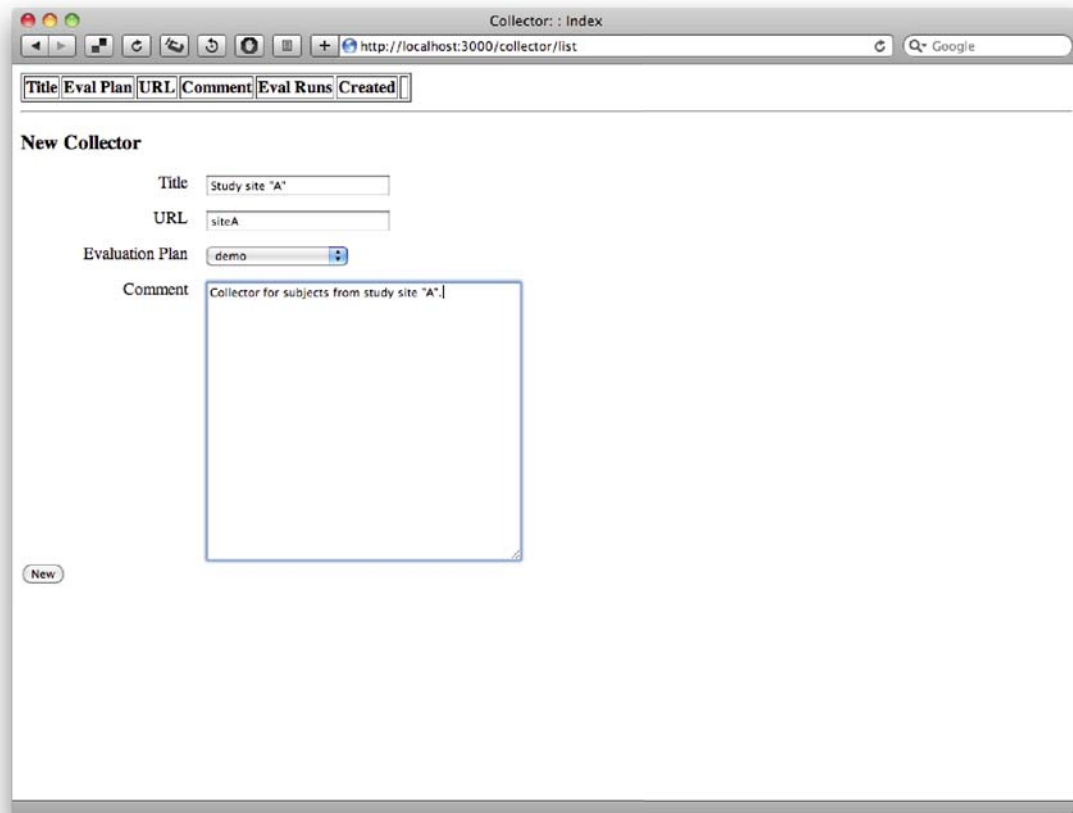 Collector: : Index
http://localhost:3000/collector/list
Google
Title Eval Plan URL Comment Eval Runs Created
New Collector
Title Study site "A"
URL siteA
Evaluation Plan demo
Comment Collector for subjects from study site "A".
New